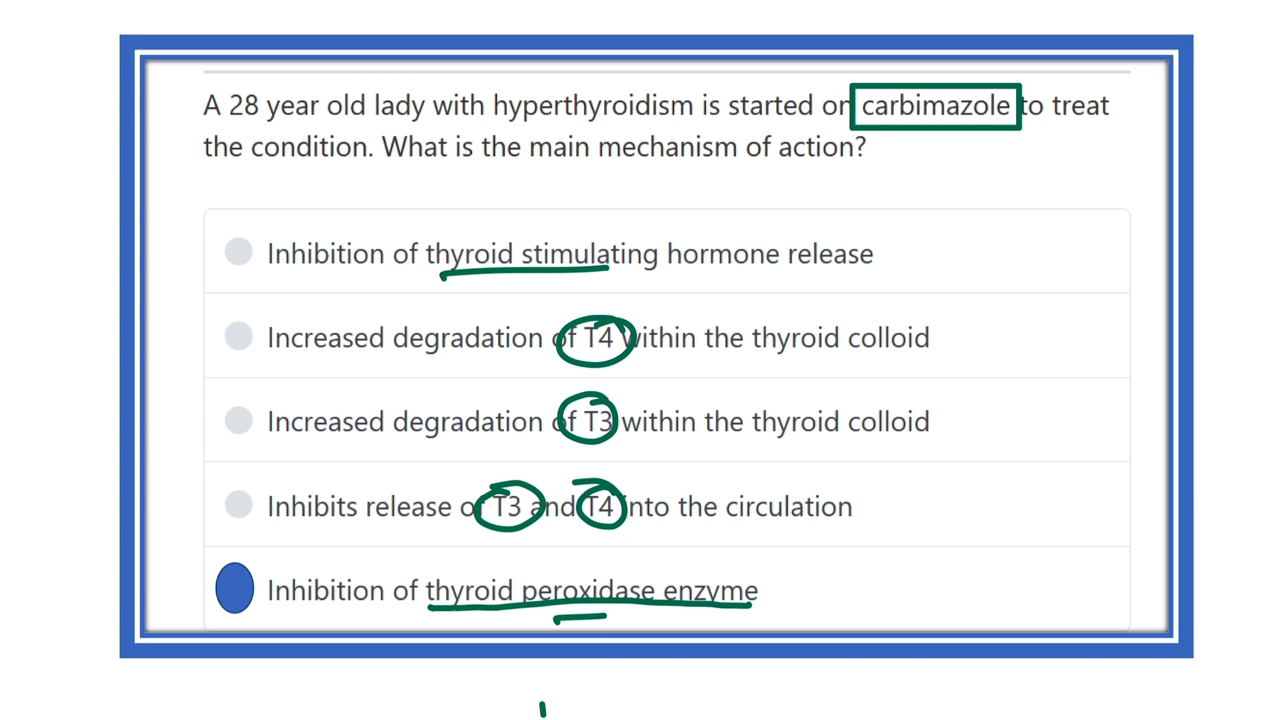 A 28 year old lady with hyperthyroidism is started on carbimazole to treat
the condition. What is the main mechanism of action?
Inhibition of thyroid stimulating hormone release
Increased degradation of T4 within the thyroid colloid
Increased degradation of T3 within the thyroid colloid
Inhibits release of T3 and T4 into the circulation
Inhibition of thyroid peroxidase enzyme